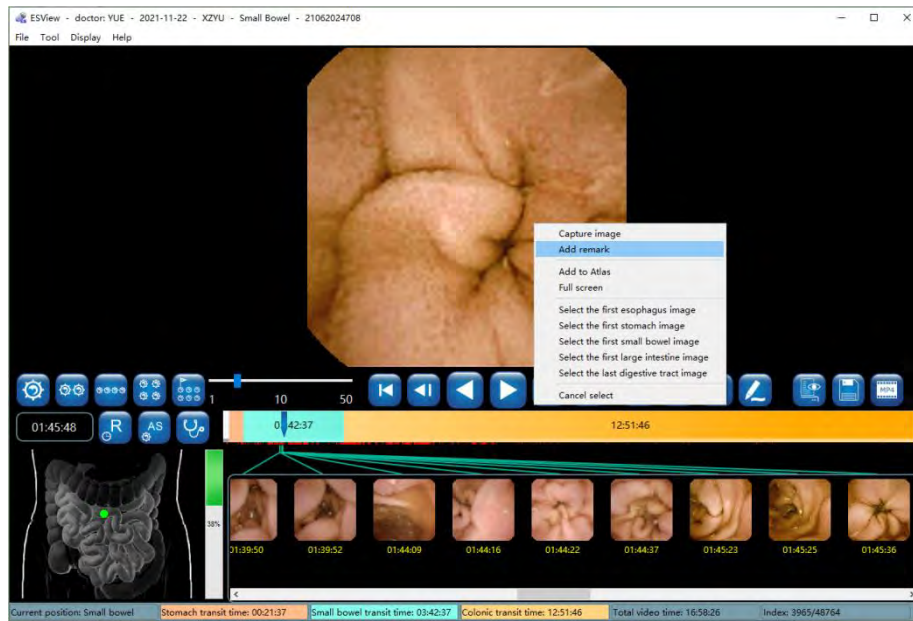 ESView - doctor: YUE - 2021-11-22 - XZYU - Small Bowel - 21062024708
File Tool Display Help
Capture image
Add remark
Add to Atlas
Full screen
Select the first esophagus image
Select the first stomach image
Select the first small bowel image
Select the first large intestine image
Select the last digestive tract image
Cancel select
1 10 50
MP4
01:45:48
R
AS
42:37
12:51:46
38%
01:39:50 01:39:52 01:44:09 01:44:16 01:44:22 01:44:37 01:45:23 01:45:25 01:45:36
Current position: Small bowel Stomach transit time: 00:21:37 Small bowel transit time: 03:42:37 Colonic transit time: 12:51:46 Total video time: 16:58:26 Index: 3965/48764